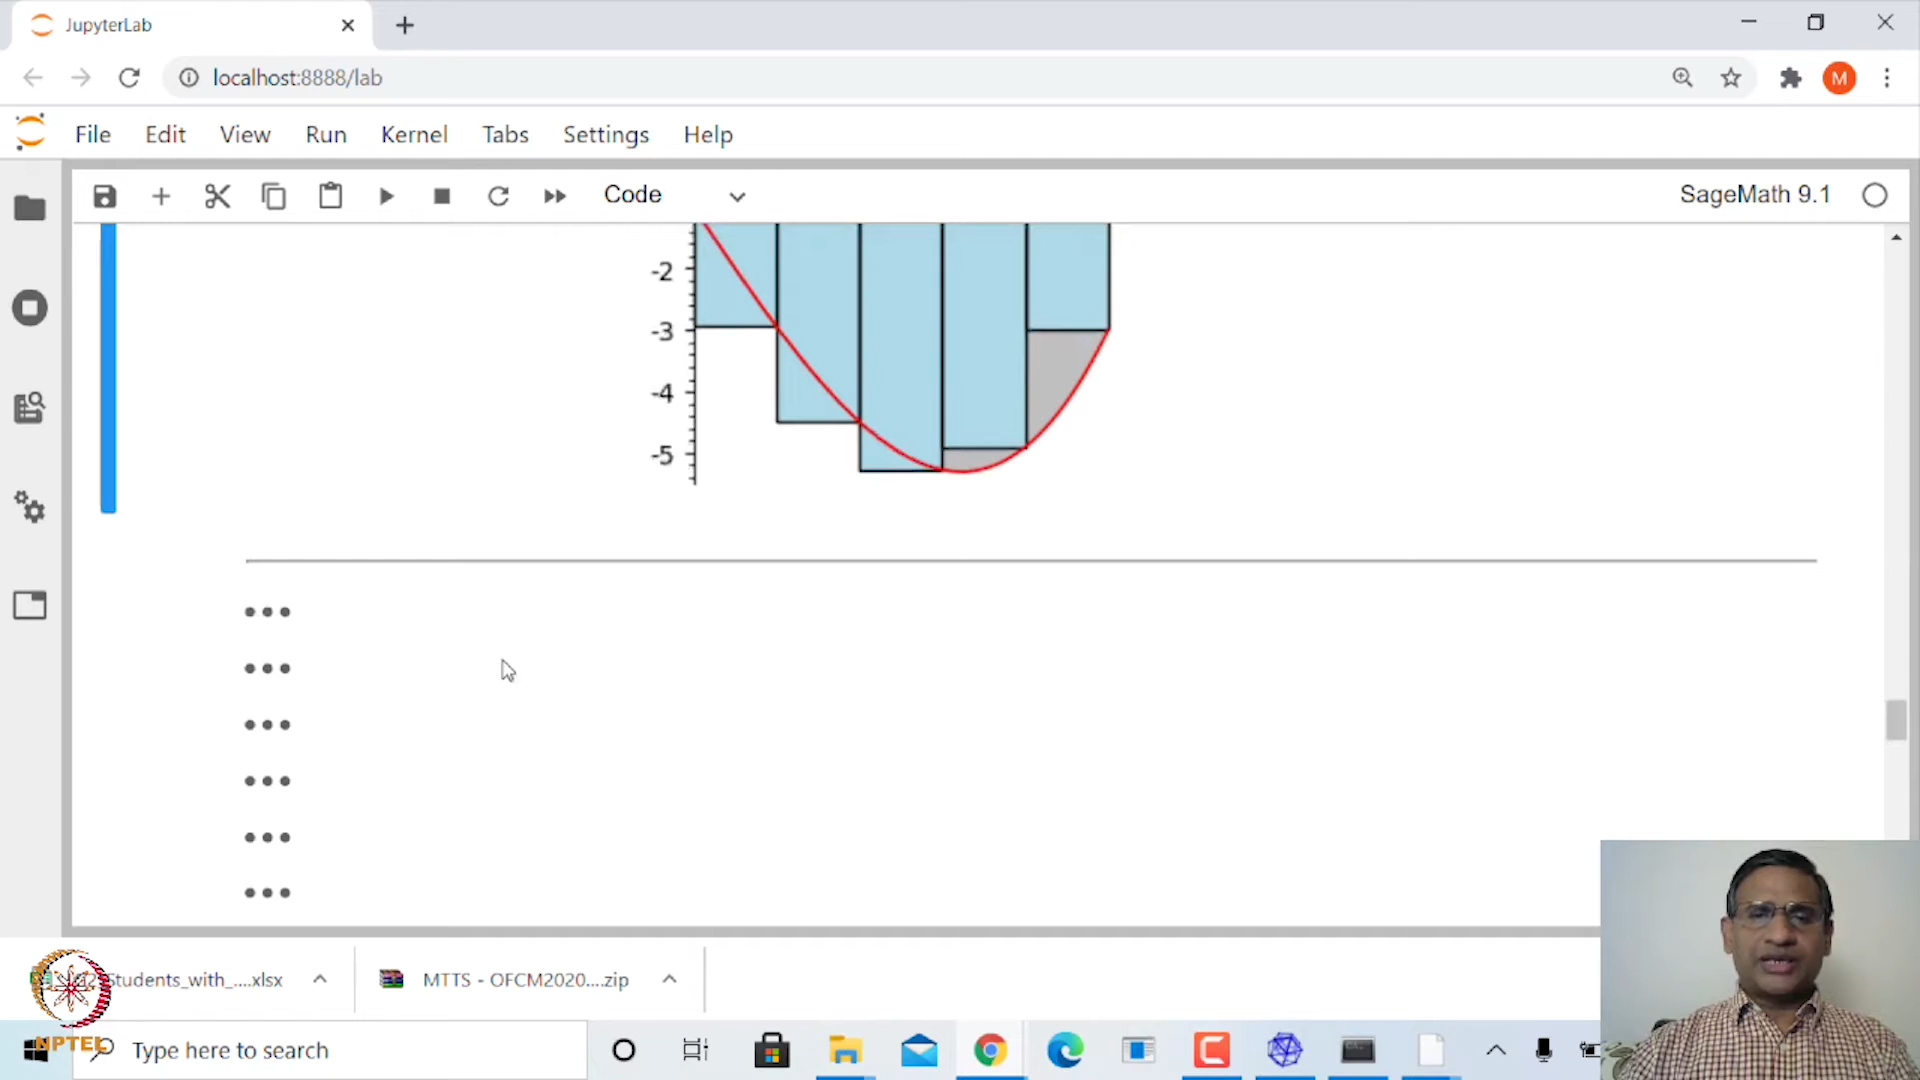 JupyterLab
localhost:8888/lab
M
File Edit View Run Kernel Tabs Settings Help
Code
SageMath 9.1
-2
-3
-4
-5
Students_with_....xlsx
MTTS - OFCM2020....zip
NPTEL
Type here to search